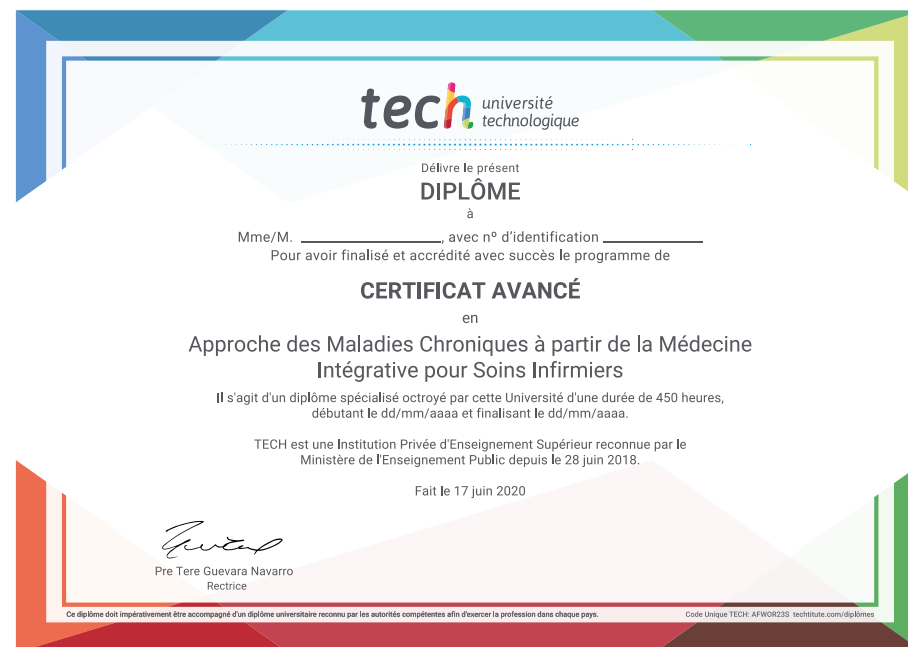 tech université
technologique
Délivre le présent
DIPLÔME
à
Mme/M. ____________, avec nº d'identification ____________
Pour avoir finalisé et accrédité avec succès le programme de
CERTIFICAT AVANCÉ
en
Approche des Maladies Chroniques à partir de la Médecine
Intégrative pour Soins Infirmiers
Il s'agit d'un diplôme spécialisé octroyé par cette Université d'une durée de 450 heures,
débutant le dd/mm/aaaa et finalisant le dd/mm/aaaa.
TECH est une Institution Privée d'Enseignement Supérieur reconnue par le
Ministère de l'Enseignement Public depuis le 28 juin 2018.
Fait le 17 juin 2020
Pre Tere Guevara Navarro
Rectrice
Ce diplôme doit impérativement être accompagné d'un diplôme universitaire reconnu par les autorités compétentes afin d'exercer la profession dans chaque pays.
Code Unique TECH: AFWOR23S techtitute.com/diplômes